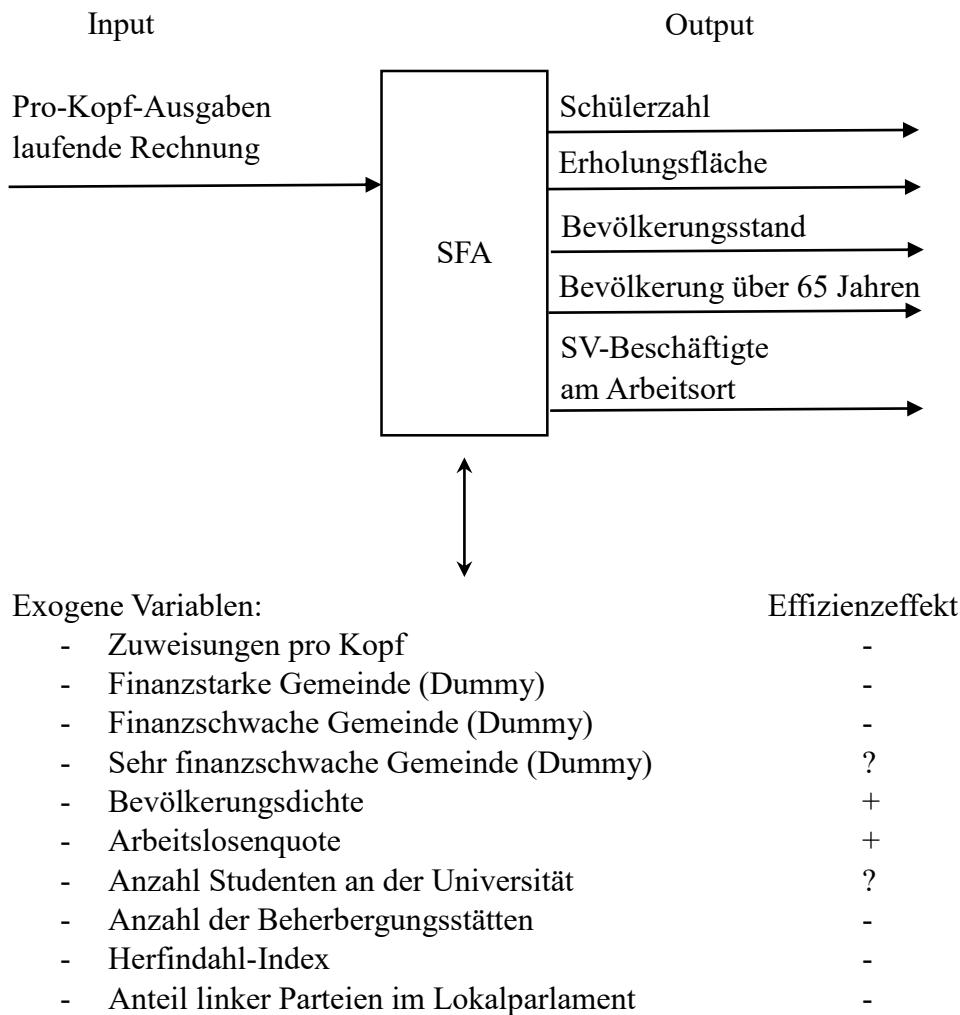 Input
Output
Pro-Kopf-Ausgaben
laufende Rechnung
SFA
Schülerzahl
Erholungsfläche
Bevölkerungsstand
Bevölkerung über 65 Jahren
SV-Beschäftigte
am Arbeitsort
Exogene Variablen: Effizienzeffekt
- Zuweisungen pro Kopf -
- Finanzstarke Gemeinde (Dummy) -
- Finanzschwache Gemeinde (Dummy) -
- Sehr finanzschwache Gemeinde (Dummy) ?
- Bevölkerungsdichte +
- Arbeitslosenquote +
- Anzahl Studenten an der Universität ?
- Anzahl der Beherbergungsstätten -
- Herfindahl-Index -
- Anteil linker Parteien im Lokalparlament -